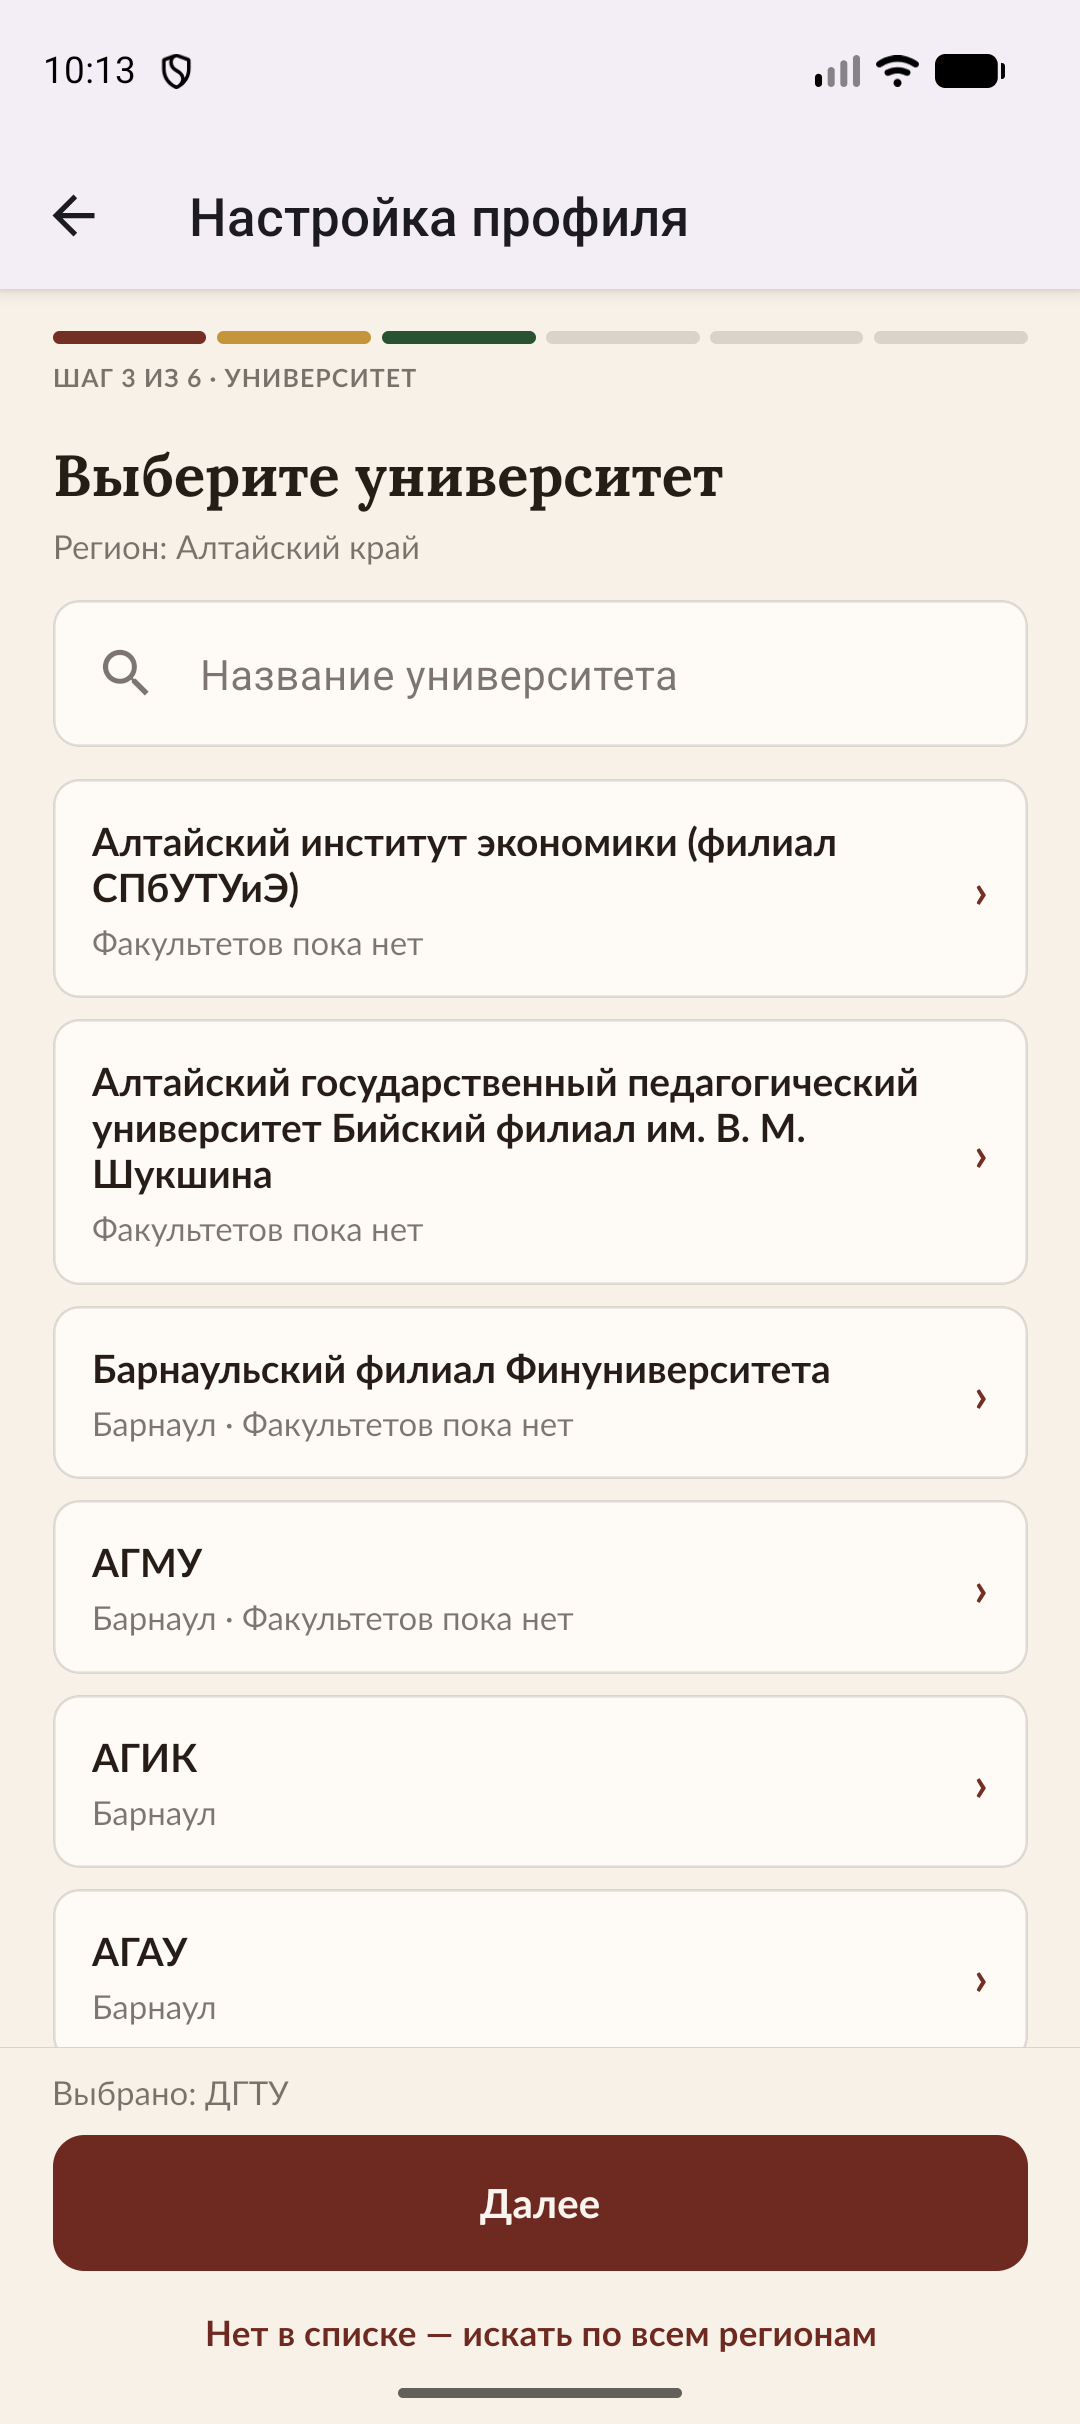 10:13
Настройка профиля
ШАГ 3 ИЗ 6 · УНИВЕРСИТЕТ
Выберите университет
Регион: Алтайский край
Название университета
Алтайский институт экономики (филиал
СПбУТУиЭ)
Факультетов пока нет
Алтайский государственный педагогический
университет Бийский филиал им. В. М.
Шукшина
Факультетов пока нет
Барнаульский филиал Финуниверситета
Барнаул · Факультетов пока нет
АГМУ
Барнаул · Факультетов пока нет
АГИК
Барнаул
АГАУ
Барнаул
Выбрано: ДГТУ
Далее
Нет в списке — искать по всем регионам